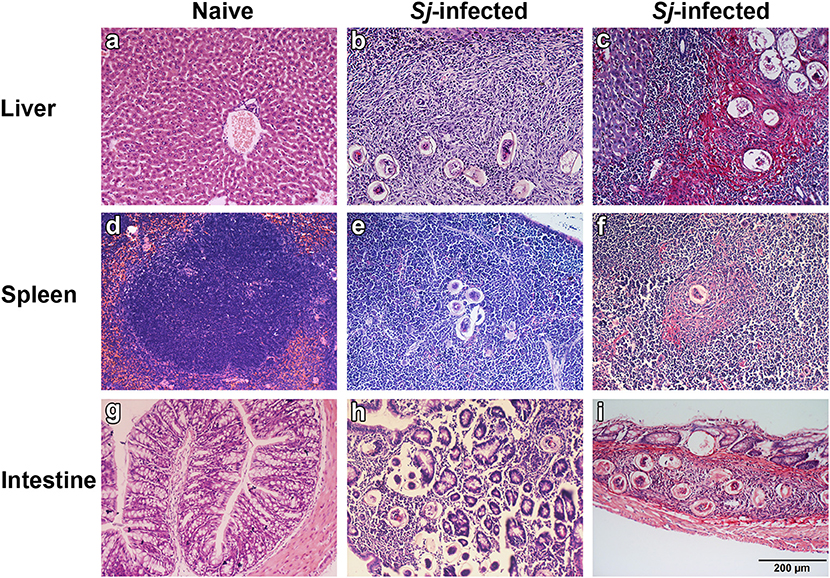 Naive Sj-infected Sj-infected
Liver
a b c
Spleen
d e f
Intestine
g h i
200 µm